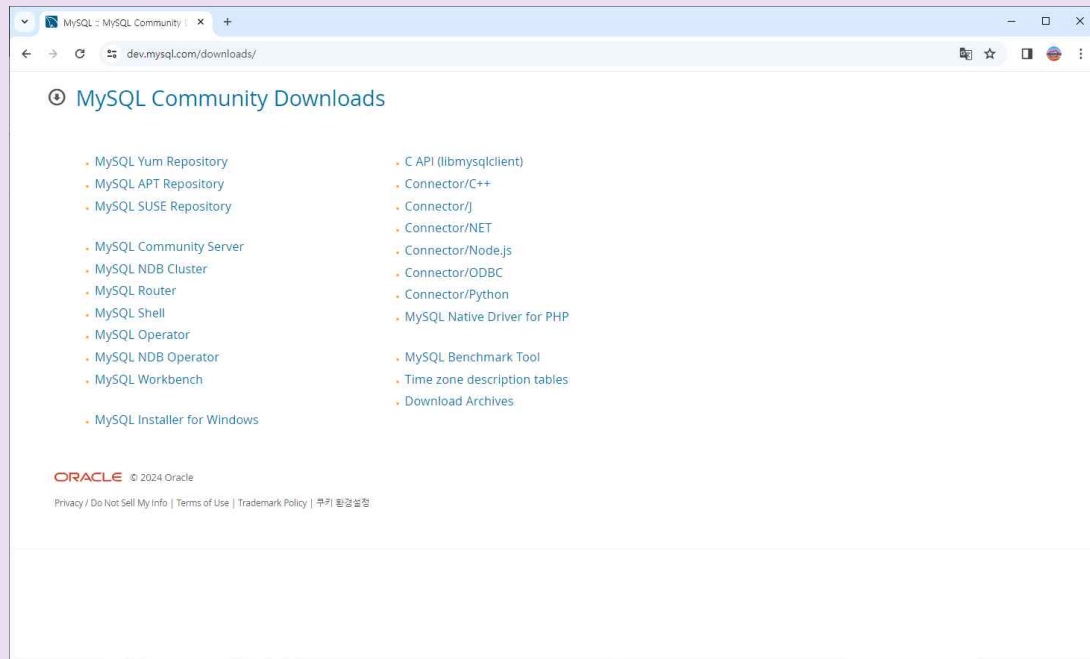 MySQL :: MySQL Community
dev.mysql.com/downloads/
MySQL Community Downloads
MySQL Yum Repository
MySQL APT Repository
MySQL SUSE Repository
MySQL Community Server
MySQL NDB Cluster
MySQL Router
MySQL Shell
MySQL Operator
MySQL NDB Operator
MySQL Workbench
MySQL Installer for Windows
C API (libmysqlclient)
Connector/C++
Connector/J
Connector/NET
Connector/Node.js
Connector/ODBC
Connector/Python
MySQL Native Driver for PHP
MySQL Benchmark Tool
Time zone description tables
Download Archives
ORACLE © 2024 Oracle
Privacy / Do Not Sell My Info | Terms of Use | Trademark Policy | 쿠키 환경설정